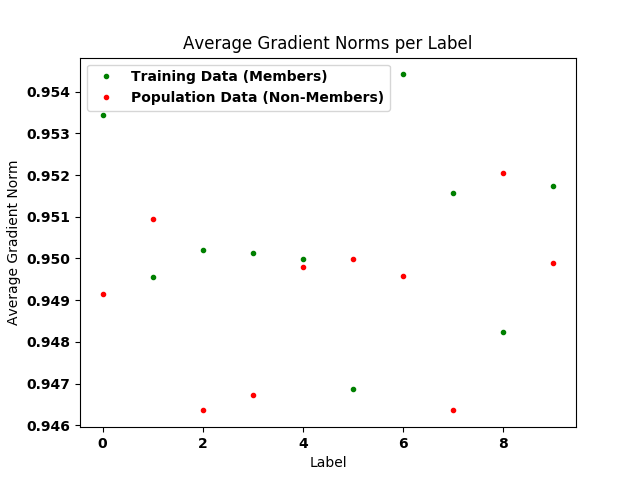 Average Gradient Norms per Label
Training Data (Members)
Population Data (Non-Members)
0.954
0.953
0.952
0.951
0.950
0.949
0.948
0.947
0.946
Average Gradient Norm
0 2 4 6 8
Label